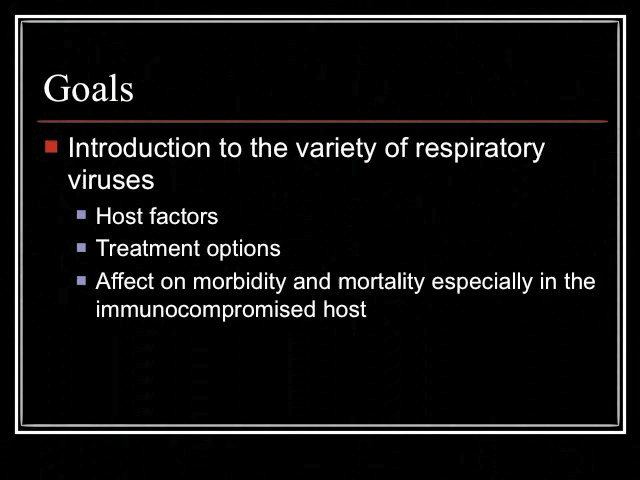 Goals
Introduction to the variety of respiratory
viruses
Host factors
Treatment options
Affect on morbidity and mortality especially in the
immunocompromised host